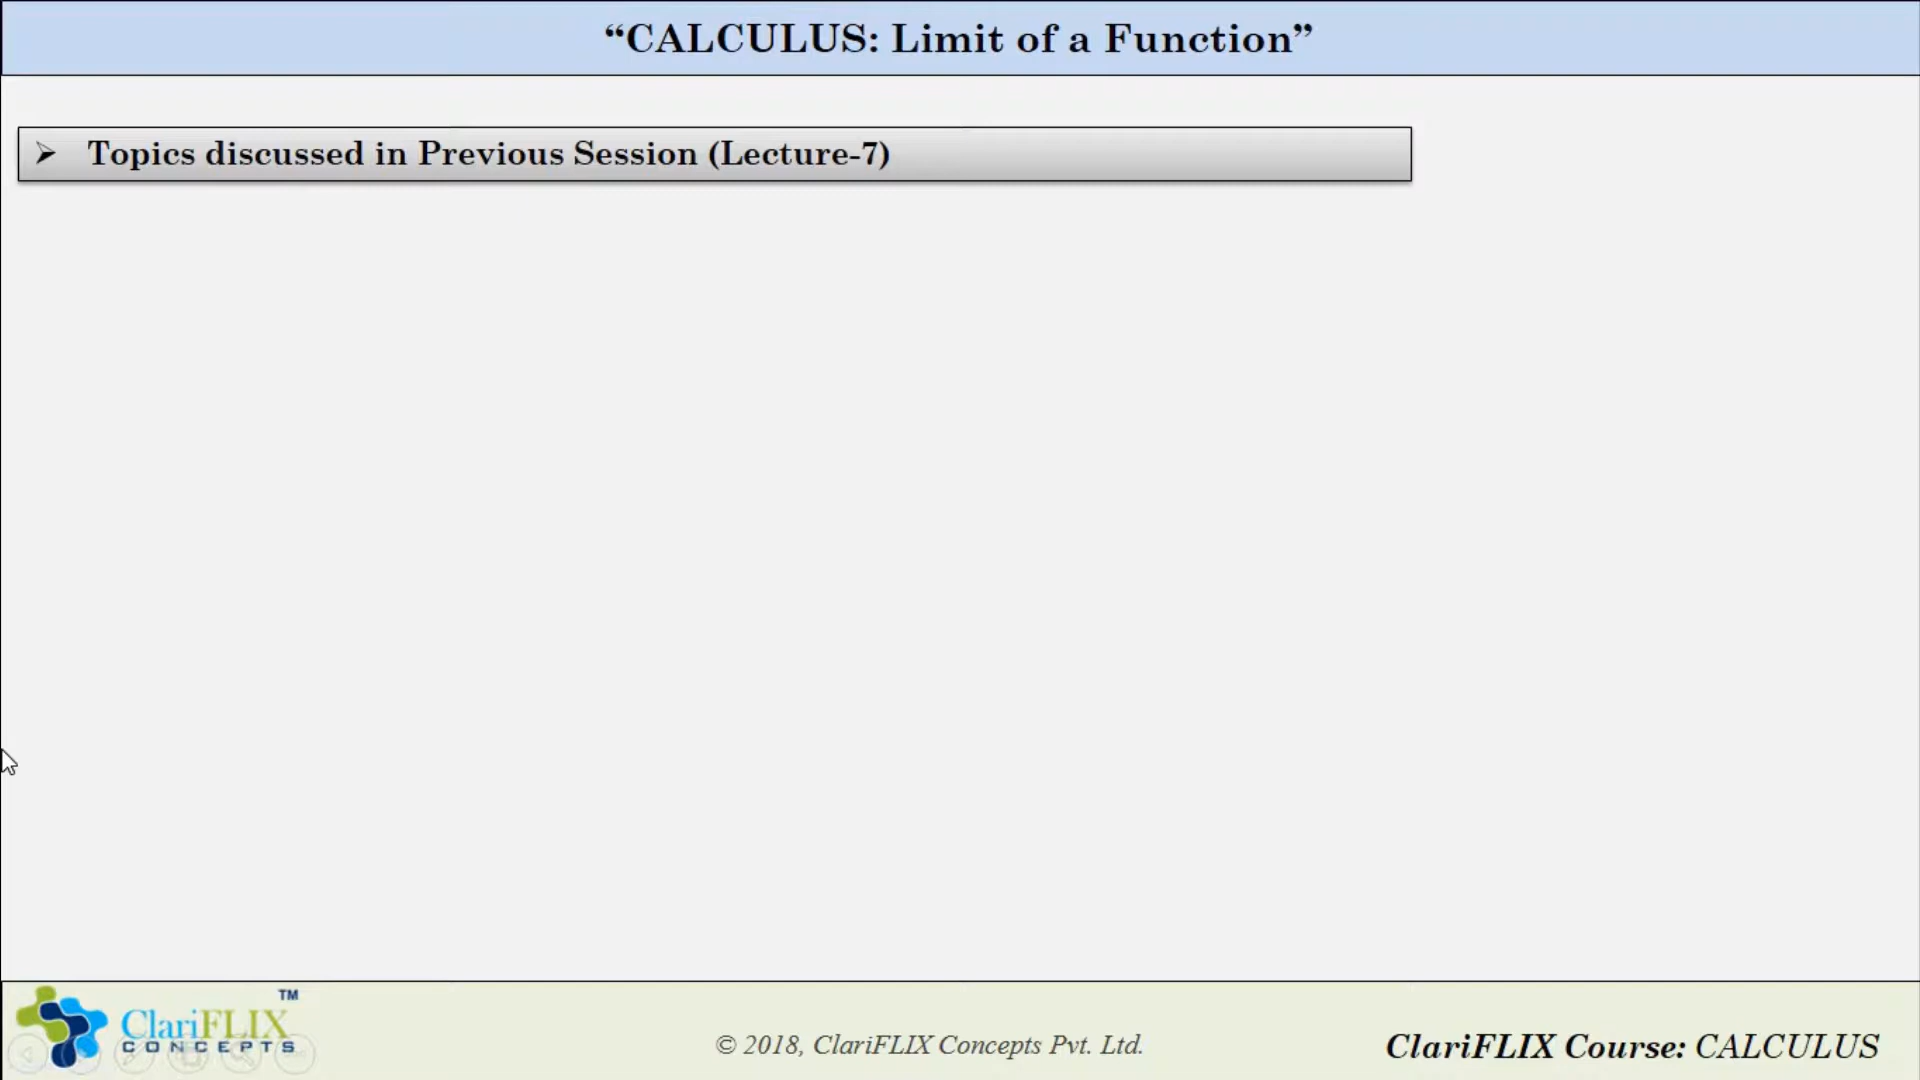 “CALCULUS: Limit of a Function”
➢ Topics discussed in Previous Session (Lecture-7)
ClariFLIX TM
CONCEPTS
© 2018, ClariFLIX Concepts Pvt. Ltd.
ClariFLIX Course: CALCULUS